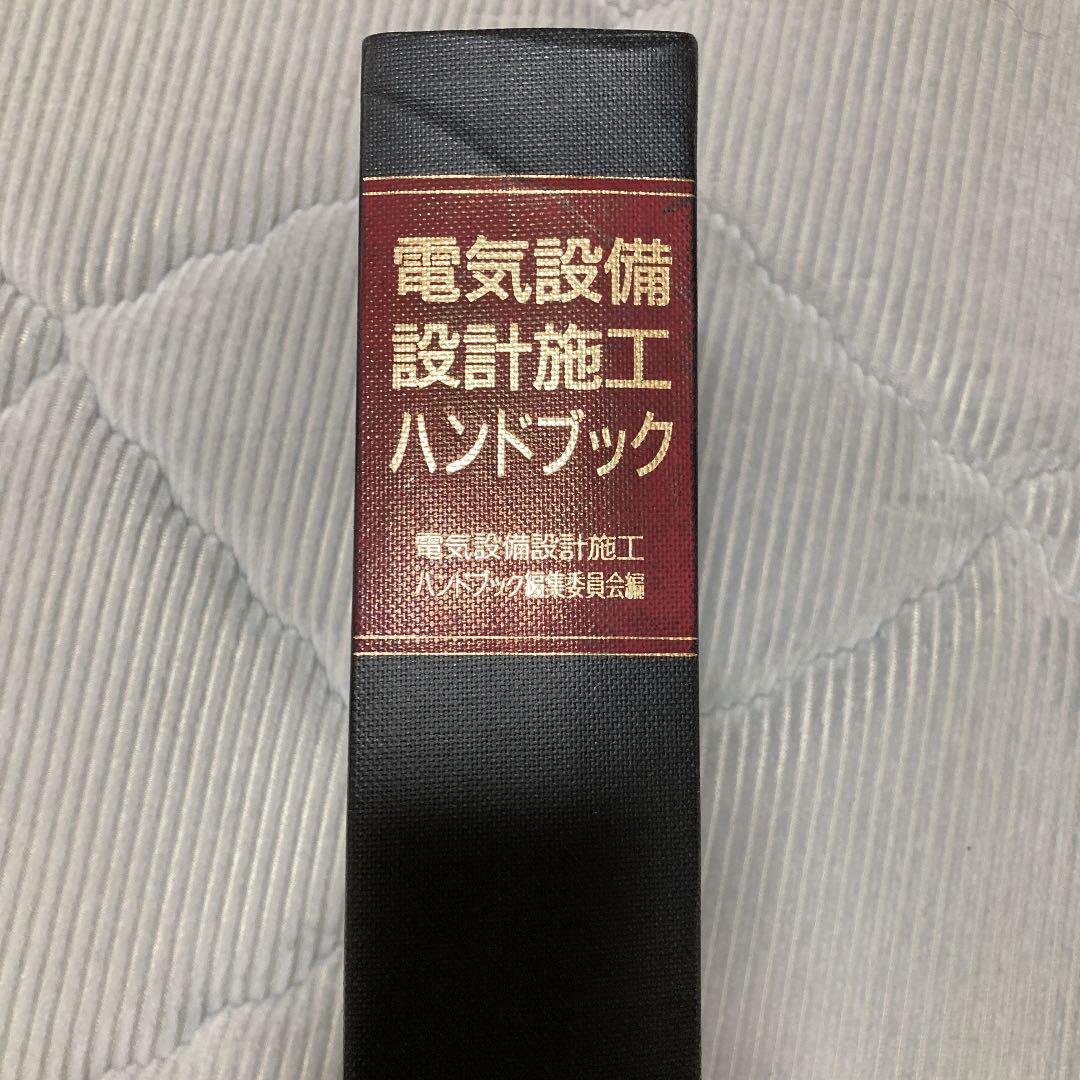 電気設備
設計施工
ハンドブック
電気設備設計施工
ハンドブック編集委員会編